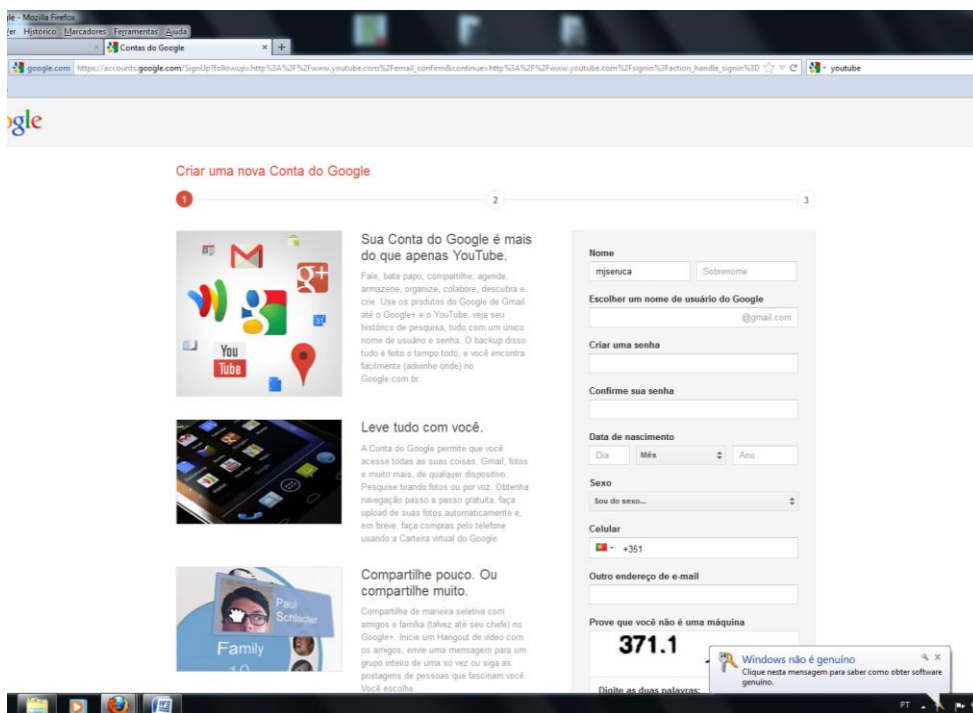 gle - Mozilla Firefox
er Histórico Marcadores Ferramentas Ajuda
Contas do Google
google.com https://accounts.google.com/SignUp?followup=http%3A%2F%2Fwww.youtube.com%2Femail_confirm&continue=http%3A%2F%2Fwww.youtube.com%2Fsignin%3Faction_handle_signin%3D
youtube
ogle
Criar uma nova Conta do Google
1 2 3
Sua Conta do Google é mais
do que apenas YouTube.
Fale, bata papo, compartilhe, agende,
armazene, organize, colabore, descubra e
crie. Use os produtos do Google de Gmail
até o Google+ e o YouTube, veja seu
histórico de pesquisa, tudo com um único
nome de usuário e senha. O backup disso
tudo é feito o tempo todo, e você encontra
facilmente (adivinhe onde) no
Google.com.br.
You
Tube
Leve tudo com você.
A Conta do Google permite que você
acesse todas as suas coisas, Gmail, fotos
e muito mais, de qualquer dispositivo.
Pesquise tirando fotos ou por voz. Obtenha
navegação passo a passo gratuita, faça
upload de suas fotos automaticamente e,
em breve, faça compras pelo telefone
usando a Carteira virtual do Google.
Compartilhe pouco. Ou
compartilhe muito.
Compartilhe de maneira seletiva com
amigos e família (talvez até seu chefe) no
Google+. Inicie um Hangout de vídeo com
os amigos, envie uma mensagem para um
grupo inteiro de uma só vez ou siga as
postagens de pessoas que fascinam você.
Você escolhe.
Paul
Schlacter
Family
10
Nome
mjseruca Sobrenome
Escolher um nome de usuário do Google
@gmail.com
Criar uma senha
Confirme sua senha
Data de nascimento
Dia Mês Ano
Sexo
Sou do sexo...
Celular
+351
Outro endereço de e-mail
Prove que você não é uma máquina
371.1
Digite as duas palavras:
Windows não é genuíno
Clique nesta mensagem para saber como obter software
genuíno.
PT